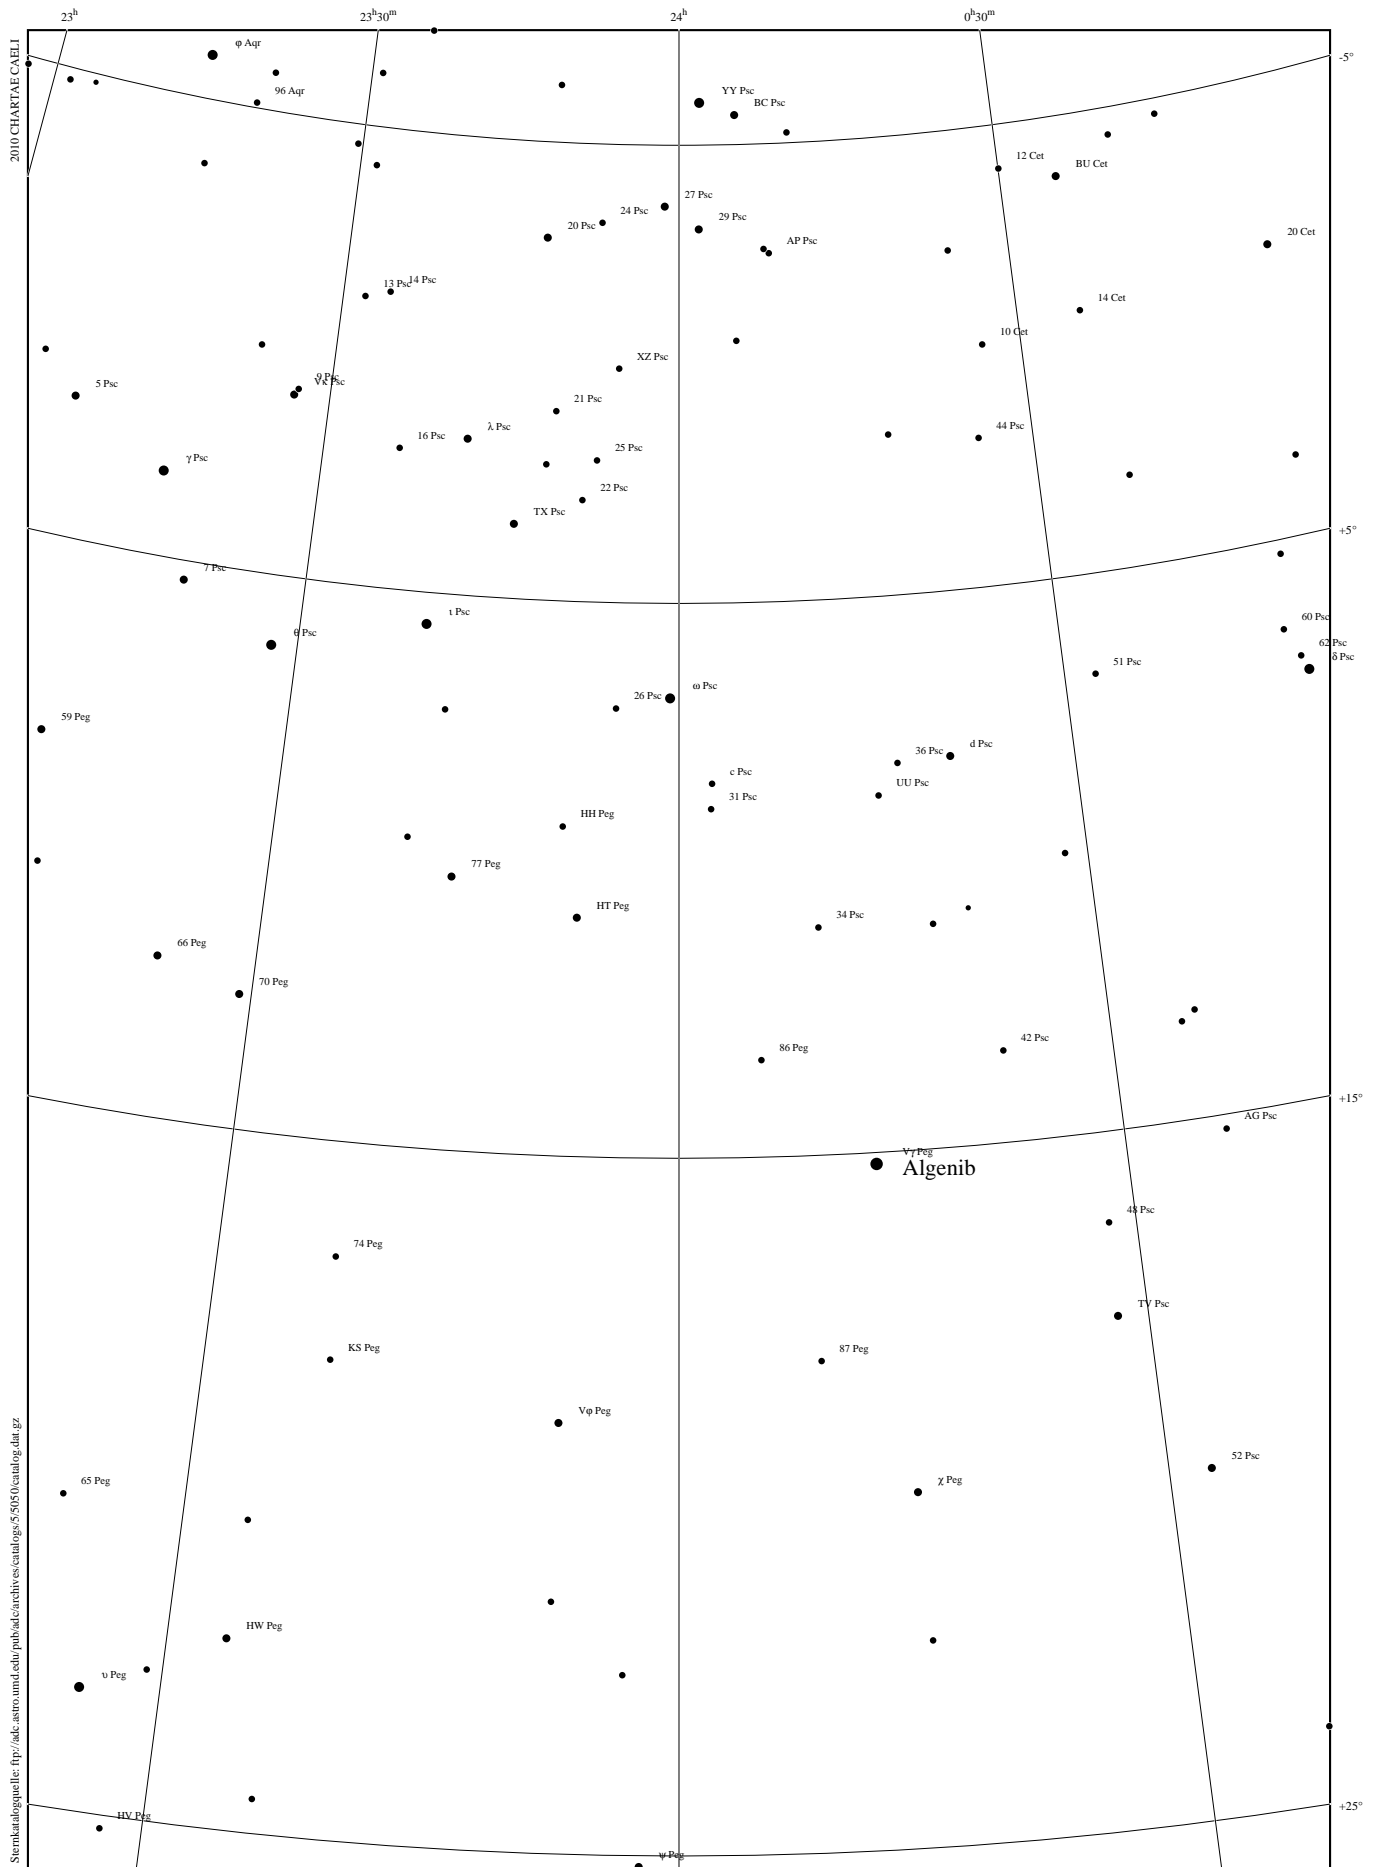 23h 23h30m 24h 0h30m
2010 CHARTAE CAELI
-5°
φ Aqr
96 Aqr
YY Psc
BC Psc
12 Cet
BU Cet
27 Psc
24 Psc
20 Psc
29 Psc
AP Psc
20 Cet
13 Psc
14 Psc
14 Cet
10 Cet
XZ Psc
9 Psc
Vκ Psc
5 Psc
21 Psc
λ Psc
16 Psc
44 Psc
25 Psc
γ Psc
22 Psc
TX Psc
+5°
7 Psc
ι Psc
θ Psc
60 Psc
62 Psc
δ Psc
51 Psc
ω Psc
26 Psc
59 Peg
d Psc
36 Psc
c Psc
UU Psc
31 Psc
HH Peg
77 Peg
HT Peg
34 Psc
66 Peg
70 Peg
42 Psc
86 Peg
+15°
AG Psc
Vγ Peg
Algenib
48 Psc
74 Peg
TV Psc
KS Peg
87 Peg
Vφ Peg
52 Psc
65 Peg
χ Peg
HW Peg
υ Peg
+25°
HV Peg
ψ Peg
Sternkatalogquelle: ftp://adc.astro.umd.edu/pub/adc/archives/catalogs/5/5050/catalog.dat.gz